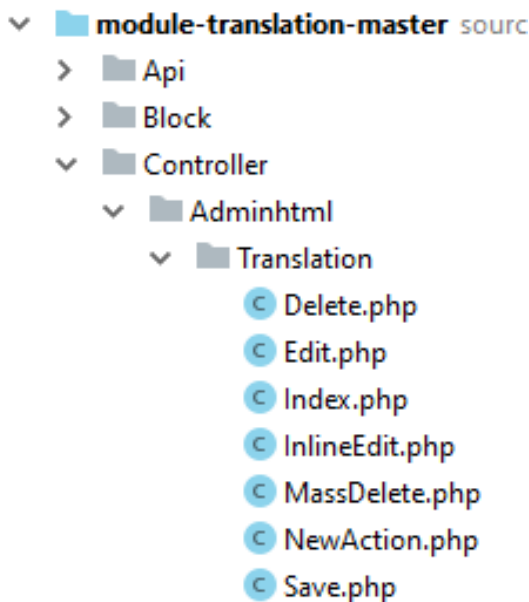 module-translation-master sourc
Api
Block
Controller
Adminhtml
Translation
C Delete.php
C Edit.php
C Index.php
C InlineEdit.php
C MassDelete.php
C NewAction.php
C Save.php